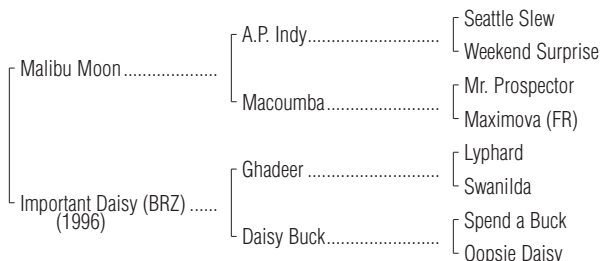 Seattle Slew
A.P. Indy..............................
Weekend Surprise
Malibu Moon.....................
Mr. Prospector
Macoumba..........................
Maximova (FR)
Lyphard
Ghadeer..............................
Swanilda
Important Daisy (BRZ)......
(1996)
Spend a Buck
Daisy Buck..........................
Oopsie Daisy